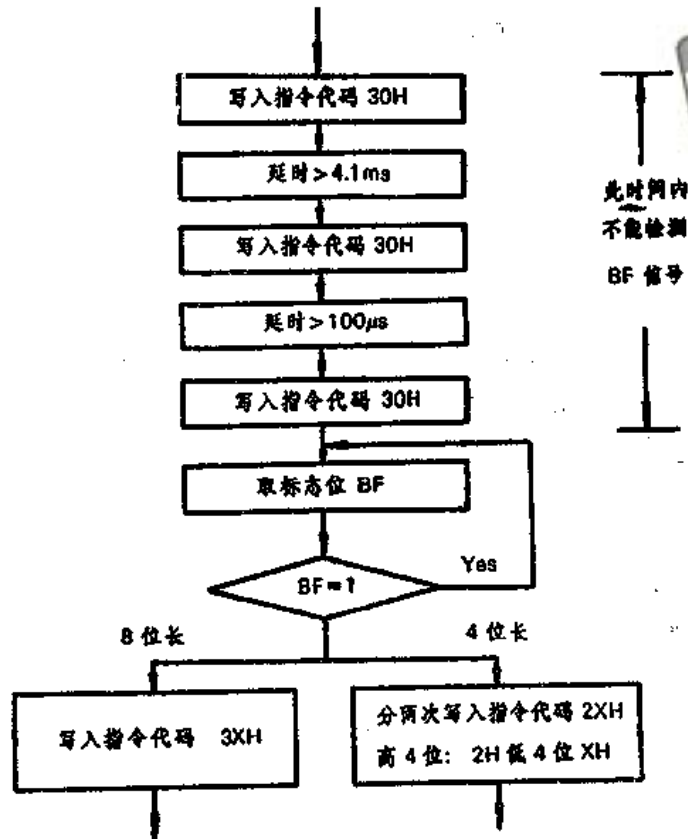 写入指令代码 30H
延时>4.1ms
写入指令代码 30H
延时>100μs
写入指令代码 30H
此时间内
不能检测
BF 信号
取标态位 BF
BF=1
Yes
8 位长
4 位长
写入指令代码 3XH
分两次写入指令代码 2XH
高 4 位: 2H 低 4 位 XH